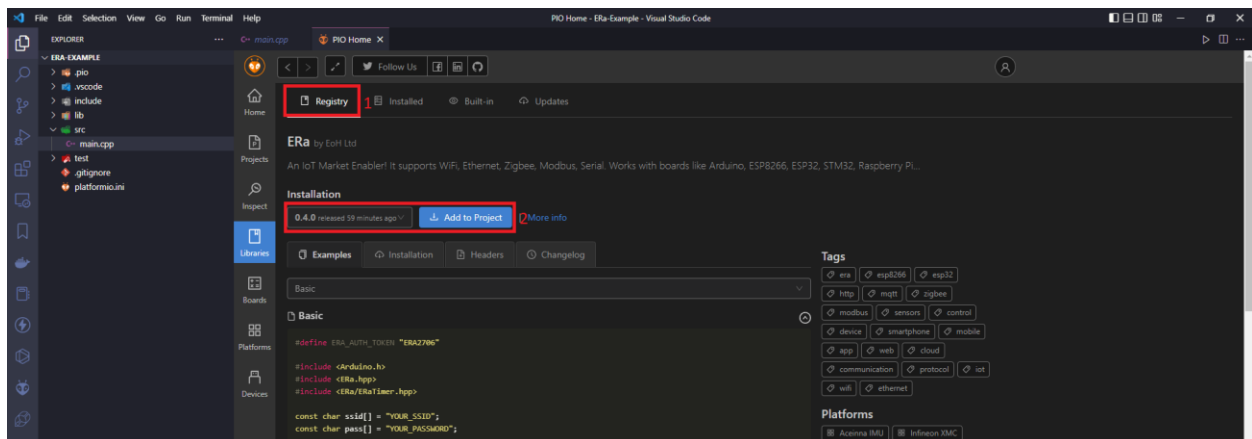 File Edit Selection View Go Run Terminal Help
PIO Home - ERa-Example - Visual Studio Code
EXPLORER
main.cpp
PIO Home
ERA-EXAMPLE
.pio
.vscode
include
lib
src
main.cpp
test
.gitignore
platformio.ini
Home
Projects
Inspect
Libraries
Boards
Platforms
Devices
Follow Us
Registry 1 Installed Built-in Updates
ERa by EoH Ltd
An IoT Market Enabler! It supports WiFi, Ethernet, Zigbee, Modbus, Serial. Works with boards like Arduino, ESP8266, ESP32, STM32, Raspberry Pi...
Installation
0.4.0 released 59 minutes ago Add to Project 2 More info
Examples Installation Headers Changelog
Basic
Basic
#define ERA_AUTH_TOKEN "ERA2706"
#include <Arduino.h>
#include <ERa.hpp>
#include <ERa/ERaTimer.hpp>
const char ssid[] = "YOUR_SSID";
const char pass[] = "YOUR_PASSWORD";
Tags
era esp8266 esp32
http mqtt zigbee
modbus sensors control
device smartphone mobile
app web cloud
communication protocol iot
wifi ethernet
Platforms
Aceinna IMU Infineon XMC